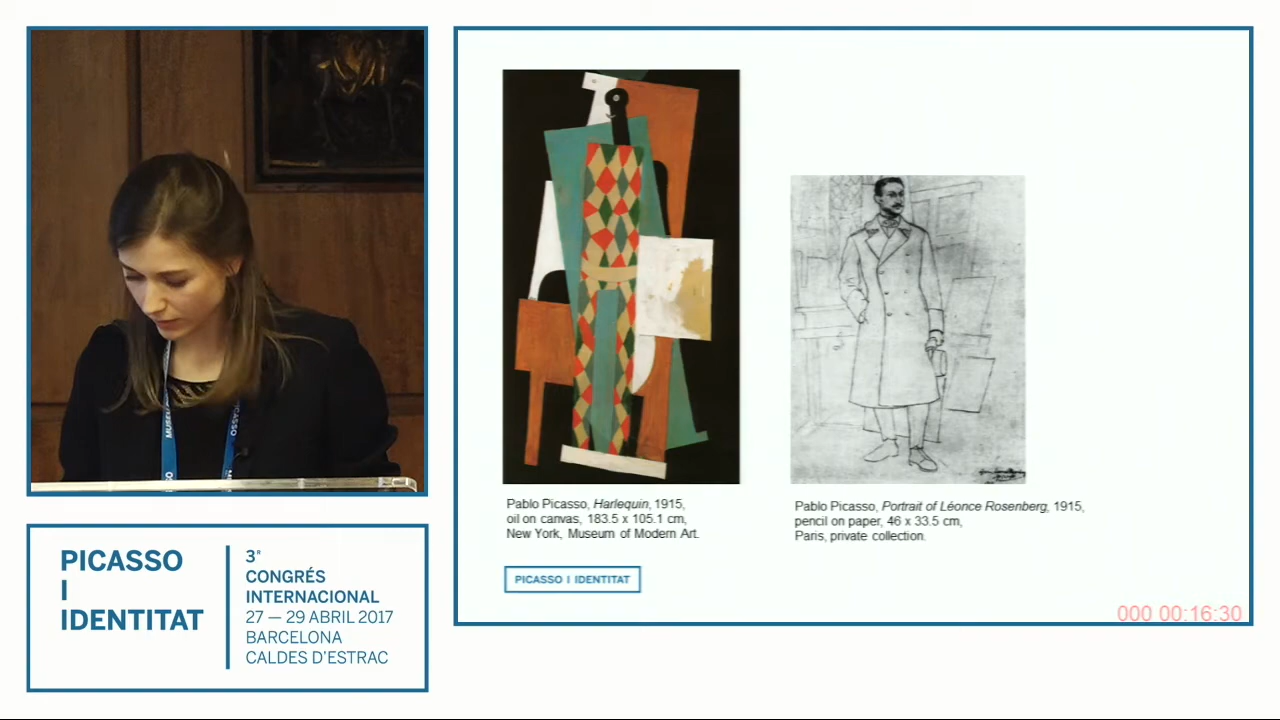 Pablo Picasso, Harlequin, 1915,
oil on canvas, 183.5 x 105.1 cm,
New York, Museum of Modern Art.
Pablo Picasso, Portrait of Léonce Rosenberg, 1915,
pencil on paper, 46 x 33.5 cm,
Paris, private collection.
PICASSO I IDENTITAT
000 00:16:30
PICASSO
I
IDENTITAT
3ᵉ
CONGRÉS
INTERNACIONAL
27 — 29 ABRIL 2017
BARCELONA
CALDES D'ESTRAC
PICASSO